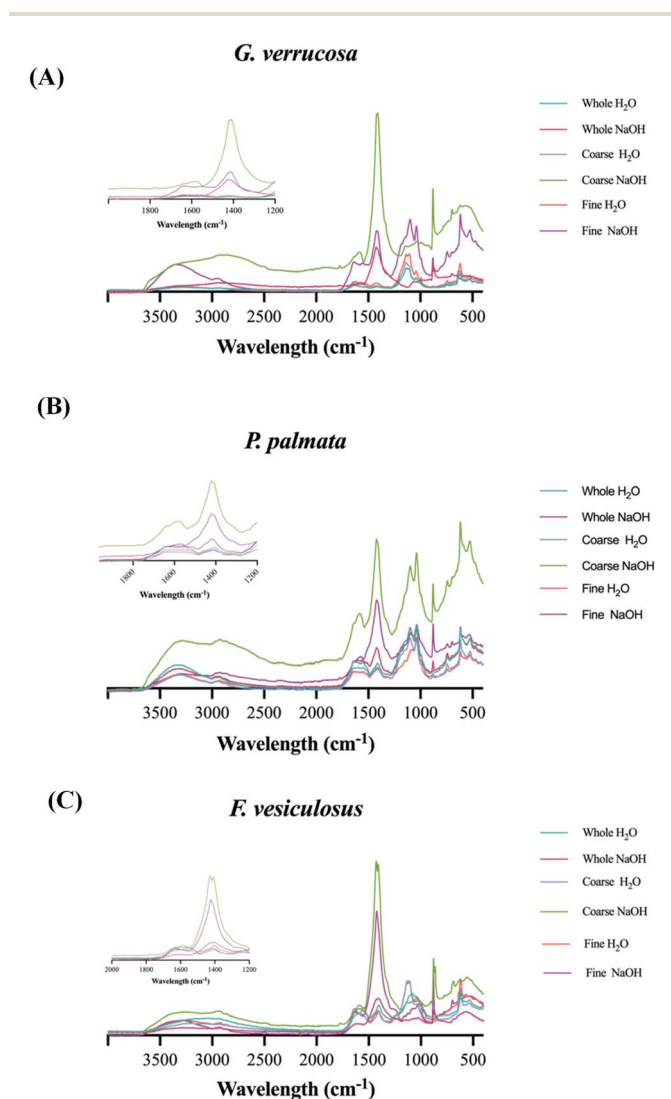 G. verrucosa
(A)
Whole H₂O
Whole NaOH
Coarse H₂O
Coarse NaOH
Fine H₂O
Fine NaOH
1800 1600 1400 1200
Wavelength (cm⁻¹)
3500 3000 2500 2000 1500 1000 500
Wavelength (cm⁻¹)
(B)
P. palmata
Whole H₂O
Whole NaOH
Coarse H₂O
Coarse NaOH
Fine H₂O
Fine NaOH
1800 1600 1400 1200
Wavelength (cm⁻¹)
3500 3000 2500 2000 1500 1000 500
Wavelength (cm⁻¹)
(C)
F. vesiculosus
Whole H₂O
Whole NaOH
Coarse H₂O
Coarse NaOH
Fine H₂O
Fine NaOH
2000 1800 1600 1400 1200
Wavelength (cm⁻¹)
3500 3000 2500 2000 1500 1000 500
Wavelength (cm⁻¹)